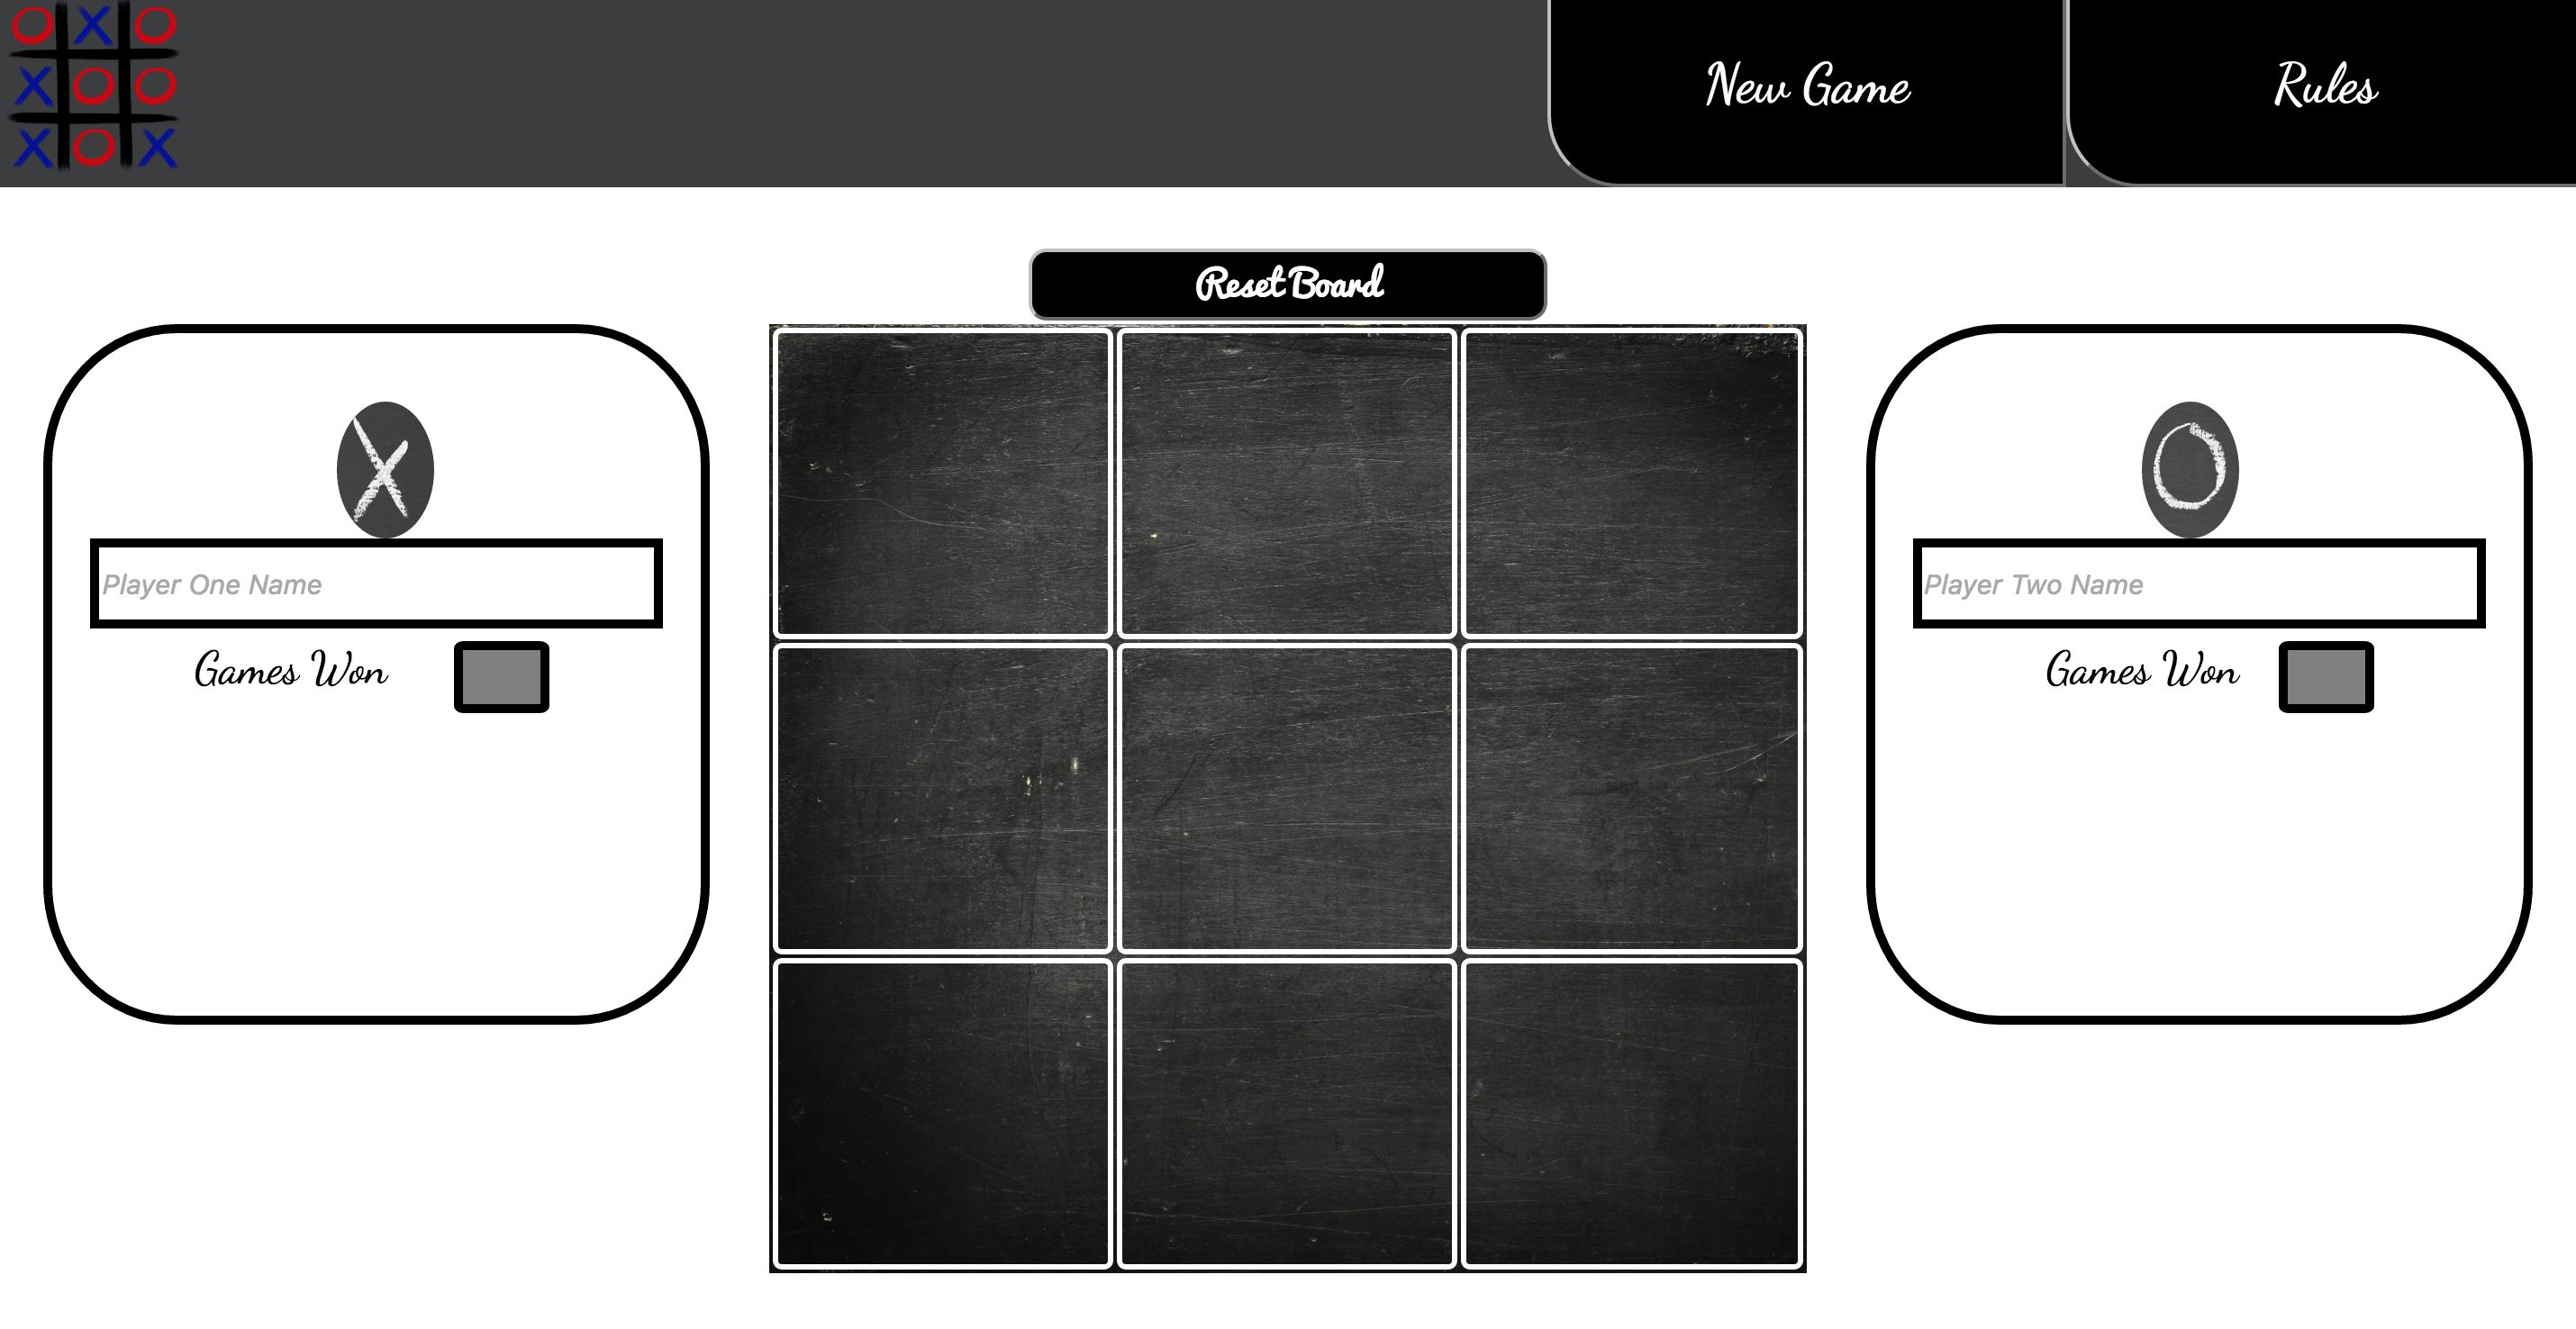 O X O
X O O
X O X
New Game
Rules
Reset Board
X
O
Player One Name
Player Two Name
Games Won
Games Won